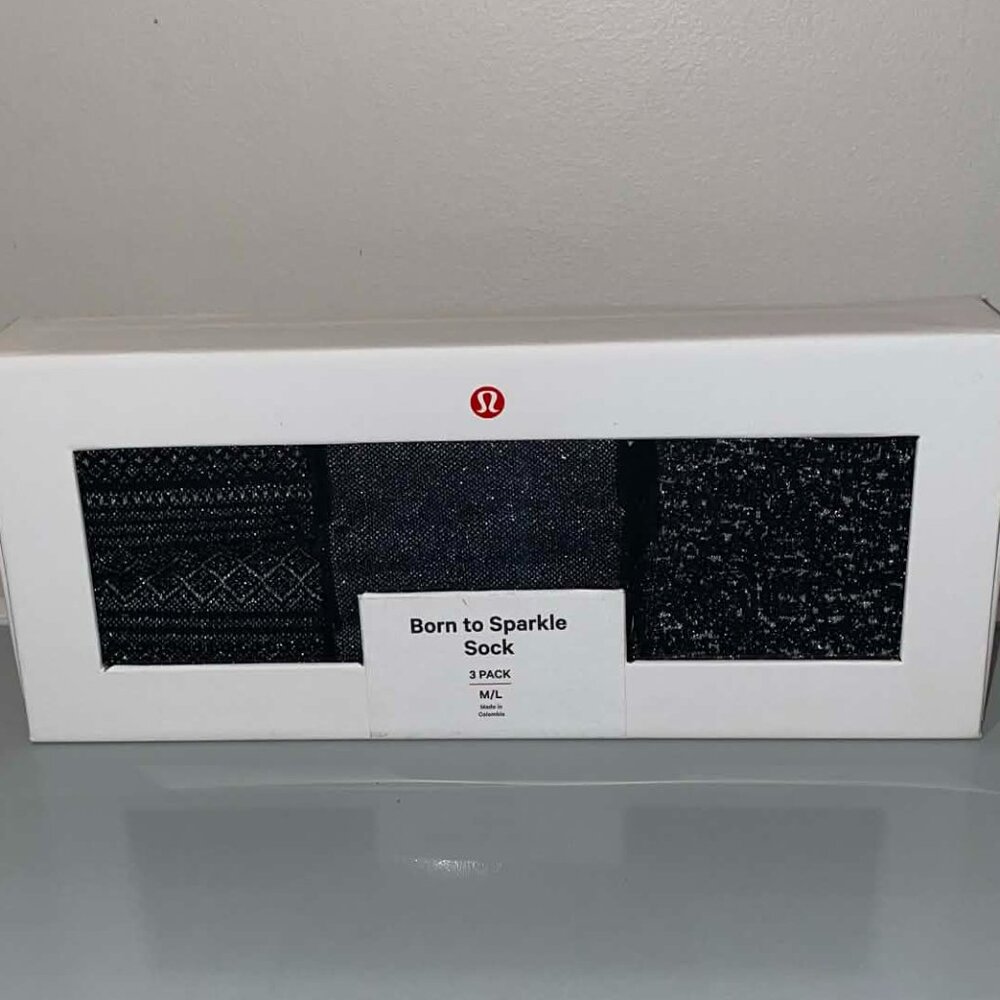 Born to Sparkle
Sock
3 PACK
M/L
Made in
Colombia